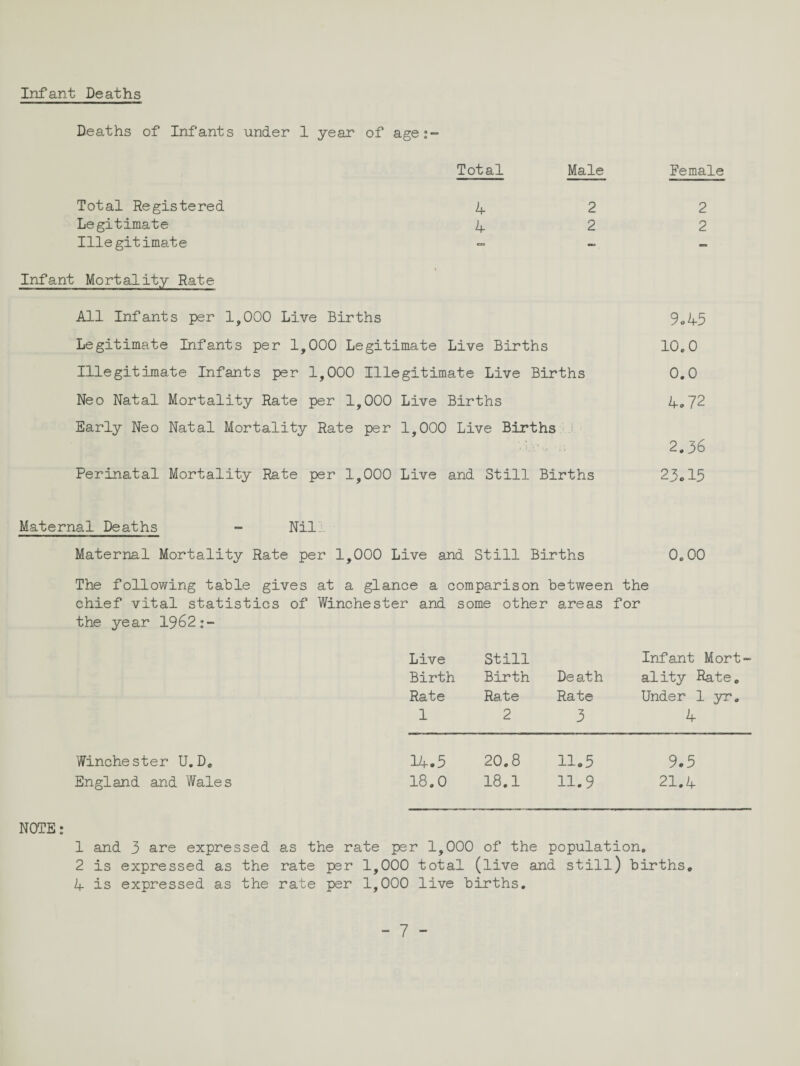 Infant Deaths
Deaths of Infants under 1 year of age:-
Total Male Female
Total Registered 4 2 2
Legitimate 4 2 2
Illegitimate - - -
Infant Mortality Rate
All Infants per 1,000 Live Births 9.45
Legitimate Infants per 1,000 Legitimate Live Births 10.0
Illegitimate Infants per 1,000 Illegitimate Live Births 0.0
Neo Natal Mortality Rate per 1,000 Live Births 4.72
Early Neo Natal Mortality Rate per 1,000 Live Births
2.36
Perinatal Mortality Rate per 1,000 Live and Still Births 23.15
Maternal Deaths - Nil
Maternal Mortality Rate per 1,000 Live and Still Births 0.00
The following table gives at a glance a comparison between the
chief vital statistics of Winchester and some other areas for
the year 1962:-
Live Still Infant Mort-
Birth Birth Death ality Rate.
Rate Rate Rate Under 1 yr.
1 2 3 4
Winchester U.D. 14.5 20.8 11.5 9.5
England and Wales 18.0 18.1 11.9 21.4
NOTE:
1 and 3 are expressed as the rate per 1,000 of the population.
2 is expressed as the rate per 1,000 total (live and still) births.
4 is expressed as the rate per 1,000 live births.
- 7 -